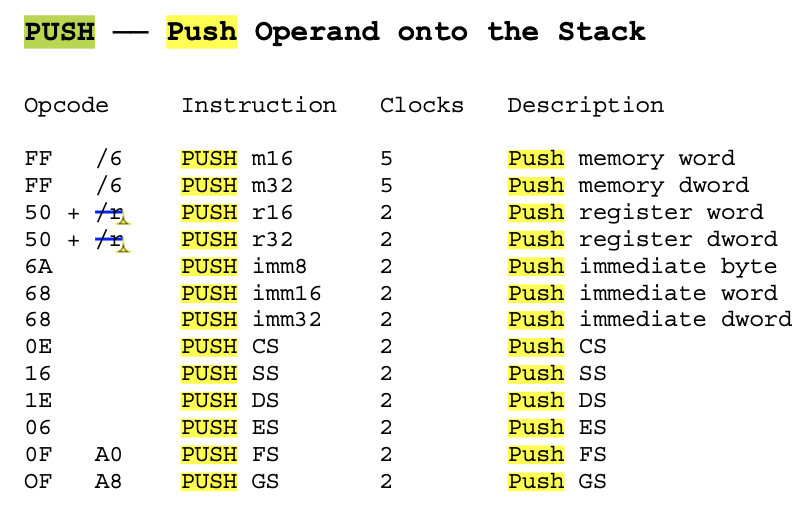 PUSH — Push Operand onto the Stack
Opcode Instruction Clocks Description
FF /6 PUSH m16 5 Push memory word
FF /6 PUSH m32 5 Push memory dword
50 + /r PUSH r16 2 Push register word
50 + /r PUSH r32 2 Push register dword
6A PUSH imm8 2 Push immediate byte
68 PUSH imm16 2 Push immediate word
68 PUSH imm32 2 Push immediate dword
0E PUSH CS 2 Push CS
16 PUSH SS 2 Push SS
1E PUSH DS 2 Push DS
06 PUSH ES 2 Push ES
0F A0 PUSH FS 2 Push FS
OF A8 PUSH GS 2 Push GS